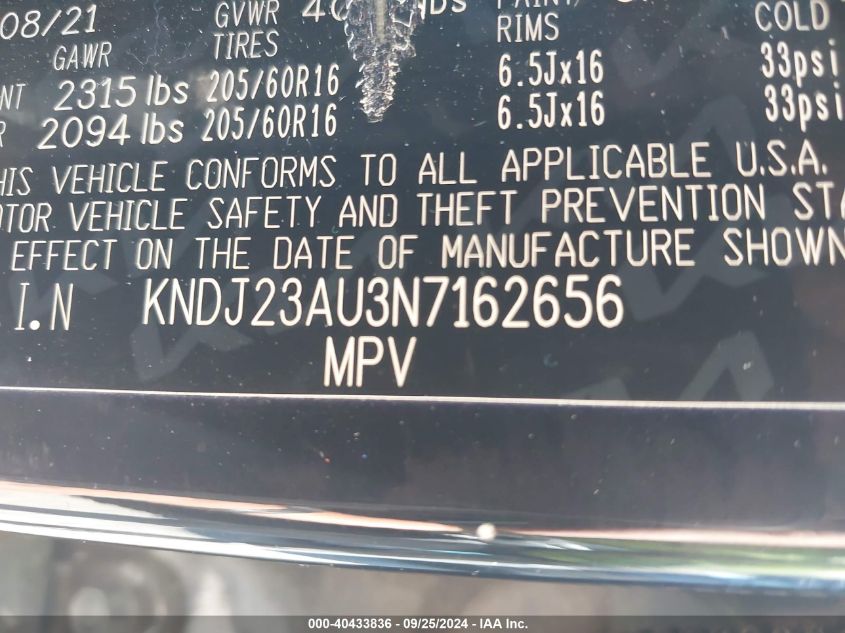 08/21 GVWR COLD
GAWR TIRES RIMS
2315 lbs 205/60R16 6.5Jx16 33psi
2094 lbs 205/60R16 6.5Jx16 33psi
THIS VEHICLE CONFORMS TO ALL APPLICABLE U.S.A.
MOTOR VEHICLE SAFETY AND THEFT PREVENTION
EFFECT ON THE DATE OF MANUFACTURE SHOWN
I.N KNDJ23AU3N7162656
MPV
000-40433836 - 09/25/2024 - IAA Inc.